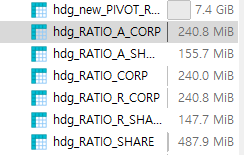 hdg_new_PIVOT_R... 7.4 GiB
hdg_RATIO_A_CORP 240.8 MiB
hdg_RATIO_A_SH... 155.7 MiB
hdg_RATIO_CORP 240.0 MiB
hdg_RATIO_R_CORP 240.8 MiB
hdg_RATIO_R_SHA... 147.7 MiB
hdg_RATIO_SHARE 487.9 MiB